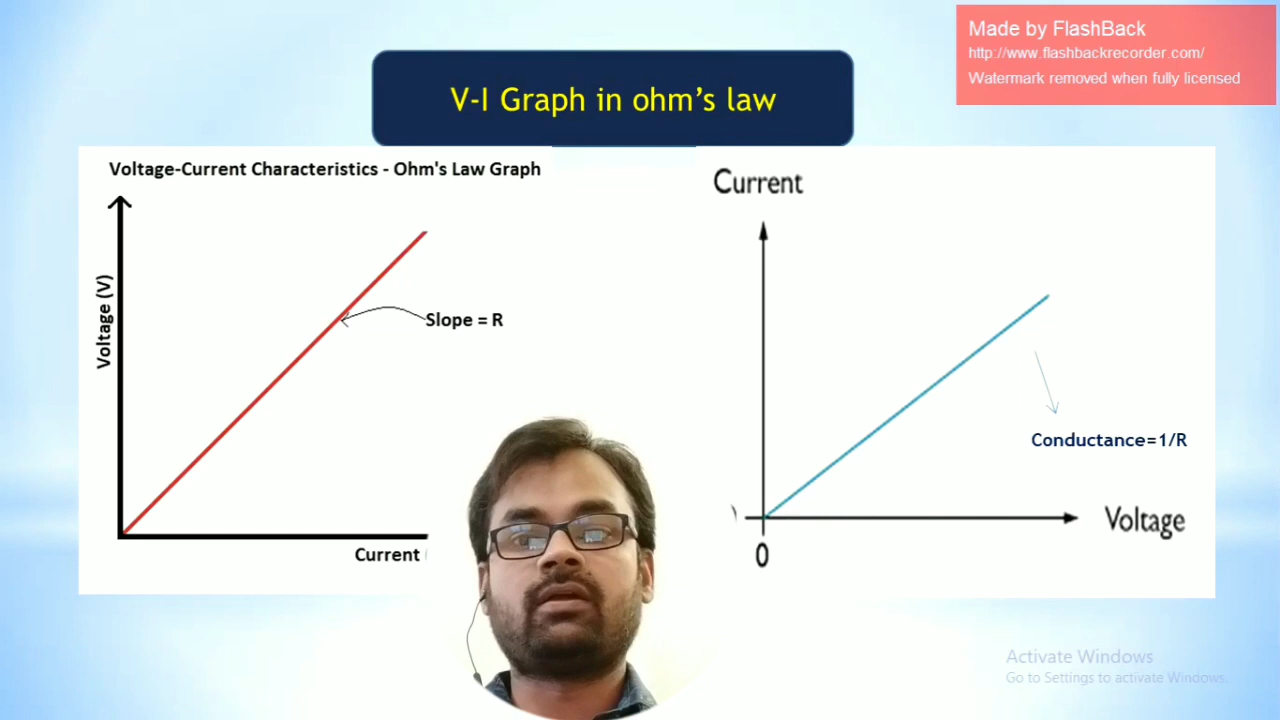 Made by FlashBack
http://www.flashbackrecorder.com/
Watermark removed when fully licensed
V-I Graph in ohm's law
Voltage-Current Characteristics - Ohm's Law Graph
Voltage (V)
Slope = R
Current
Current
Conductance=1/R
Voltage
0
Activate Windows
Go to Settings to activate Windows.